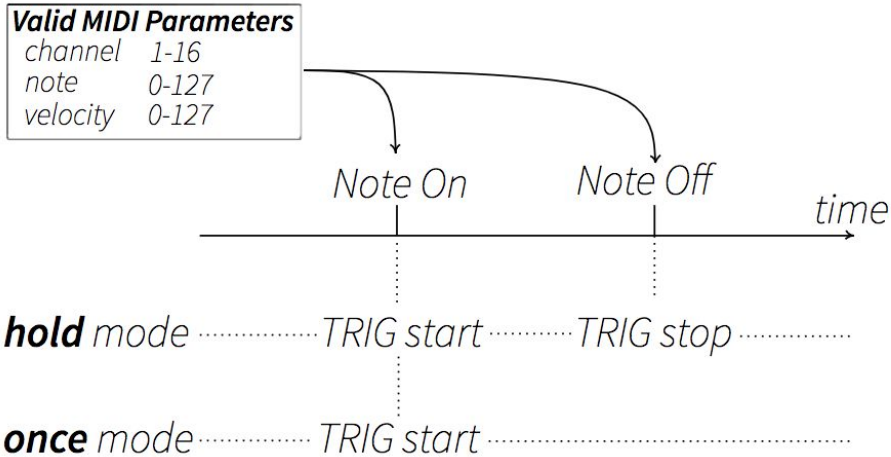 Valid MIDI Parameters
channel 1-16
note 0-127
velocity 0-127
Note On Note Off
time
hold mode TRIG start TRIG stop
once mode TRIG start